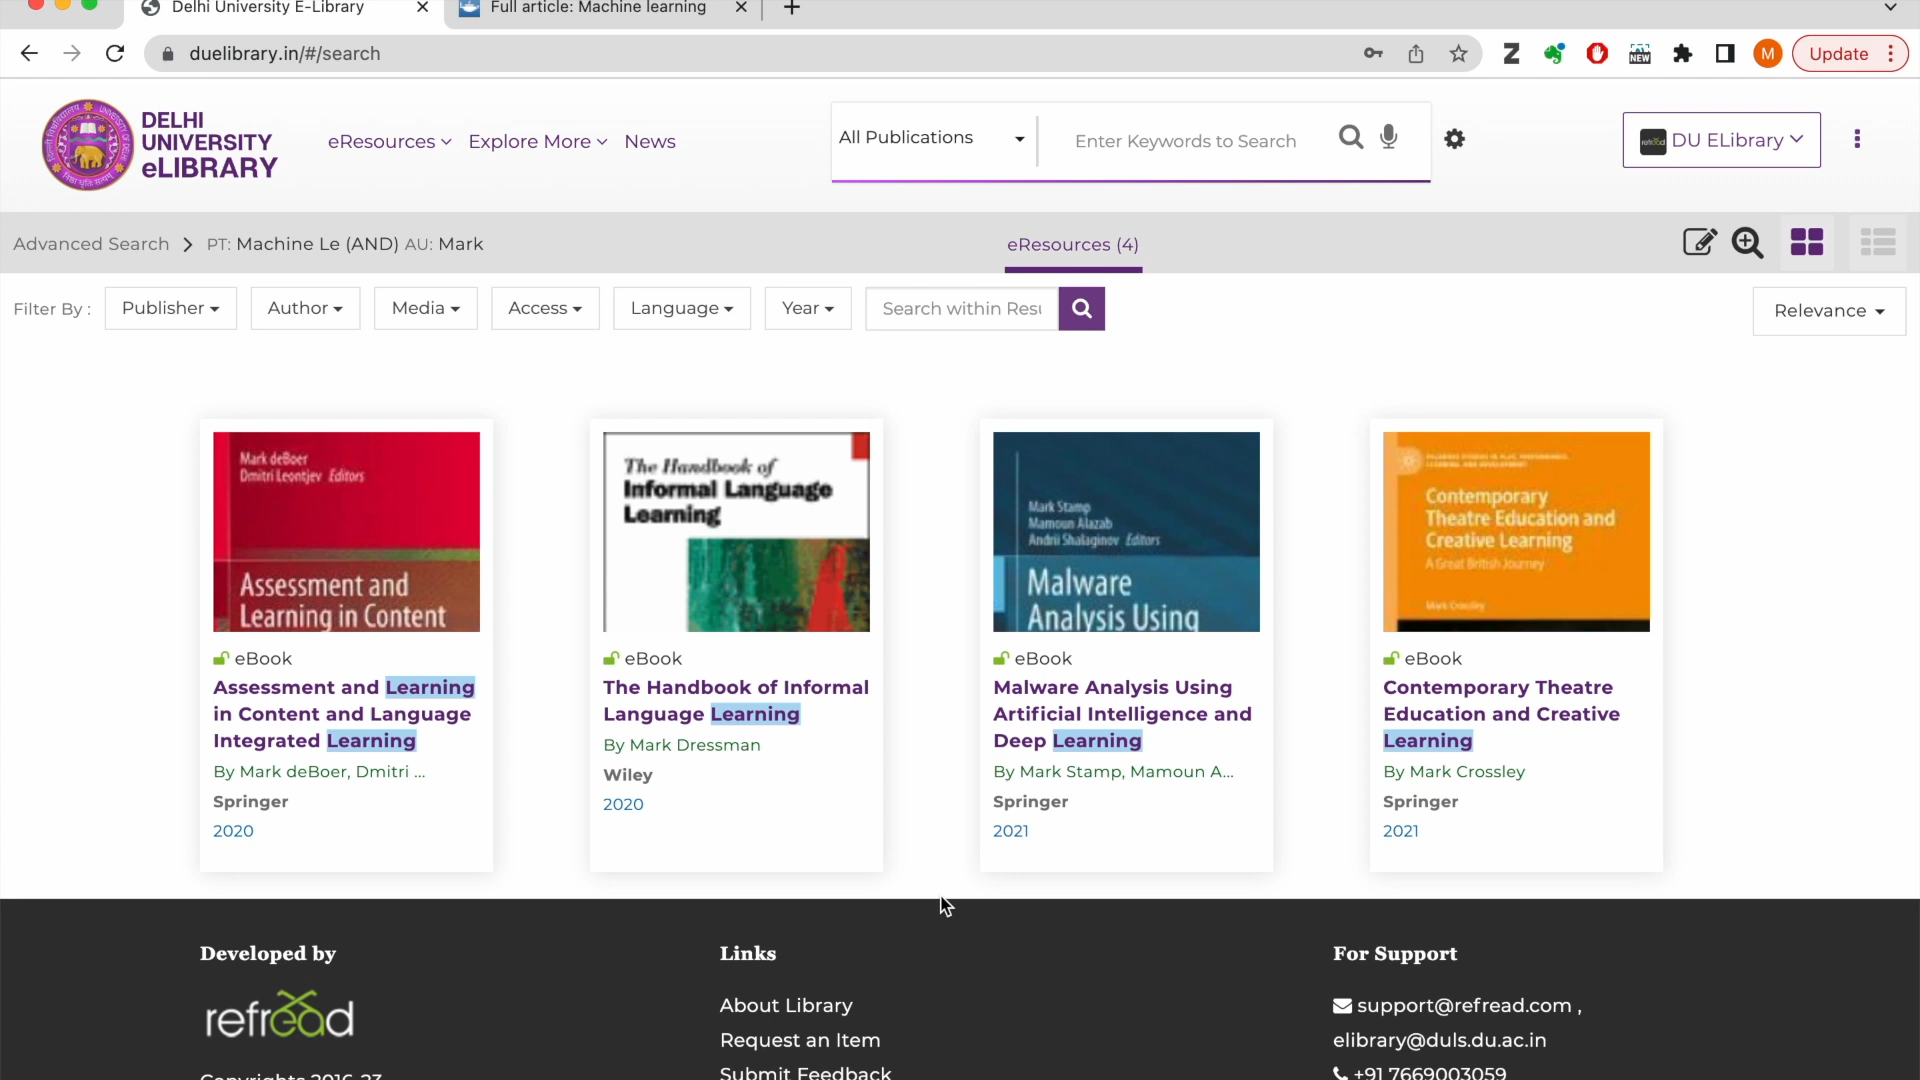 Delhi University E-Library
Full article: Machine learning
duelibrary.in/#/search
NEW
M
Update
DELHI
UNIVERSITY
eLIBRARY
eResources
Explore More
News
All Publications
Enter Keywords to Search
DU ELibrary
Advanced Search > PT: Machine Le (AND) AU: Mark
eResources (4)
Filter By :
Publisher
Author
Media
Access
Language
Year
Search within Resu
Relevance
Mark deBoer
Dmitri Leontjev Editors
Assessment and
Learning in Content
eBook
Assessment and Learning
in Content and Language
Integrated Learning
By Mark deBoer, Dmitri ...
Springer
2020
The Handbook of
Informal Language
Learning
eBook
The Handbook of Informal
Language Learning
By Mark Dressman
Wiley
2020
Mark Stamp
Mamoun Alazab
Andrii Shalaginov Editors
Malware
Analysis Using
eBook
Malware Analysis Using
Artificial Intelligence and
Deep Learning
By Mark Stamp, Mamoun A...
Springer
2021
Contemporary
Theatre Education and
Creative Learning
A Great British Journey
Mark Crossley
eBook
Contemporary Theatre
Education and Creative
Learning
By Mark Crossley
Springer
2021
Developed by
refread
Copyrights 2016-23
Links
About Library
Request an Item
Submit Feedback
For Support
support@refread.com ,
elibrary@duls.du.ac.in
+91 7669003059